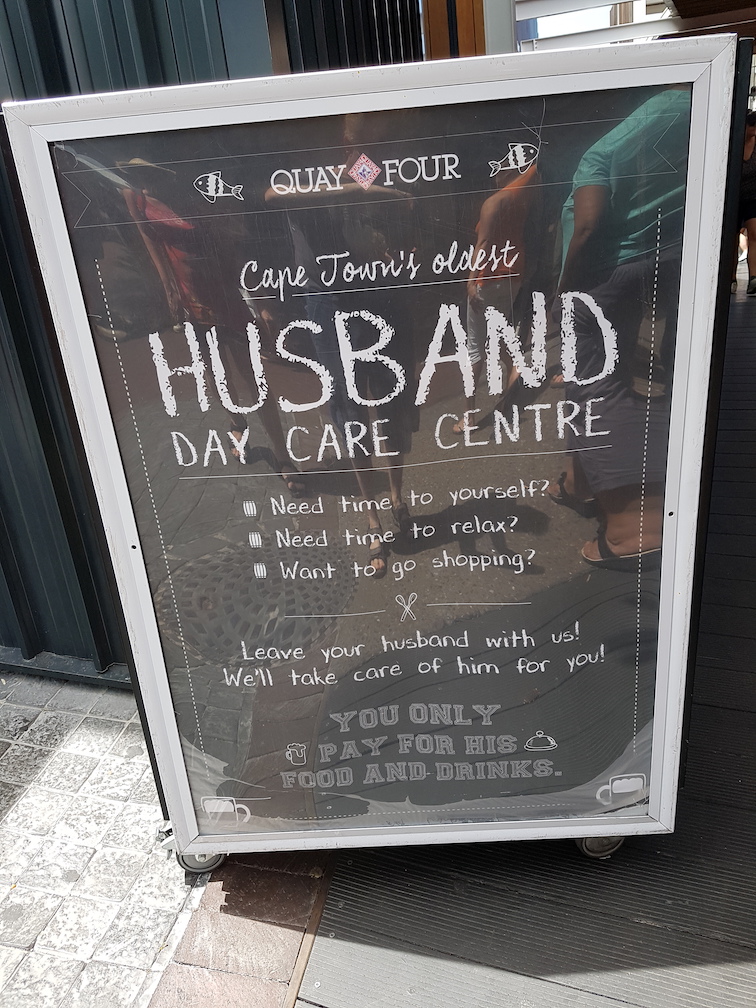 QUAY FOUR
Cape Town's oldest
HUSBAND
DAY CARE CENTRE
Need time to yourself?
Need time to relax?
Want to go shopping?
Leave your husband with us!
We'll take care of him for you!
YOU ONLY
PAY FOR HIS
FOOD AND DRINKS.